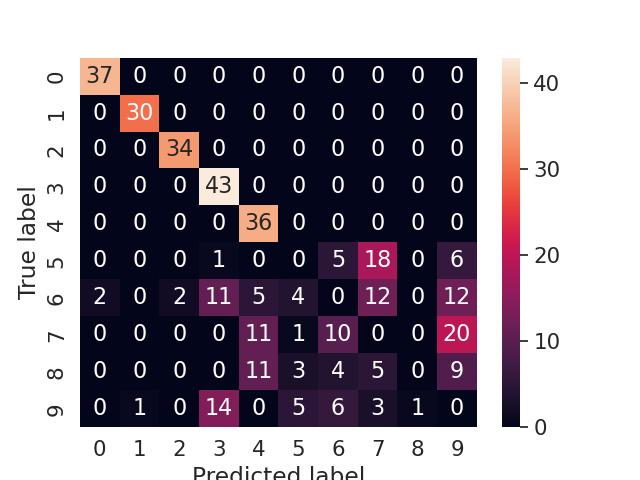 0 37 0 0 0 0 0 0 0 0 0
1 0 30 0 0 0 0 0 0 0 0
2 0 0 34 0 0 0 0 0 0 0
3 0 0 0 43 0 0 0 0 0 0
4 0 0 0 0 36 0 0 0 0 0
5 0 0 0 1 0 0 5 18 0 6
6 2 0 2 11 5 4 0 12 0 12
7 0 0 0 0 11 1 10 0 0 20
8 0 0 0 0 11 3 4 5 0 9
9 0 1 0 14 0 5 6 3 1 0
0 1 2 3 4 5 6 7 8 9
True label
Predicted label
40
30
20
10
0